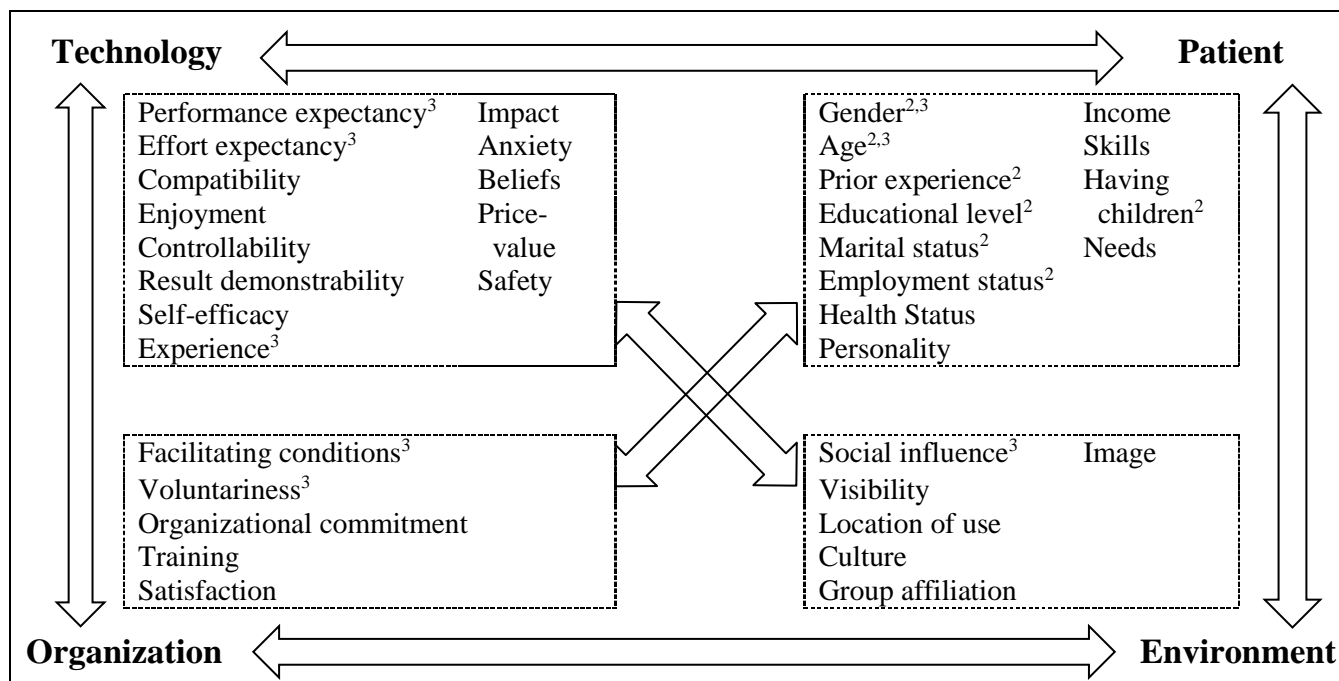 Technology
Patient
Performance expectancy³ Impact
Effort expectancy³ Anxiety
Compatibility Beliefs
Enjoyment Price-
Controllability value
Result demonstrability Safety
Self-efficacy
Experience³
Gender²,³ Income
Age²,³ Skills
Prior experience² Having
Educational level² children²
Marital status² Needs
Employment status²
Health Status
Personality
Facilitating conditions³
Voluntariness³
Organizational commitment
Training
Satisfaction
Social influence³ Image
Visibility
Location of use
Culture
Group affiliation
Organization
Environment